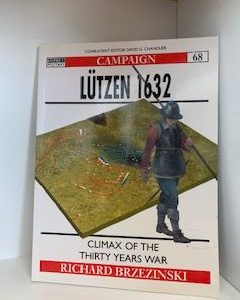 CONSULTANT EDITOR DAVID G. CHANDLER
CAMPAIGN
68
LÜTZEN 1632
CLIMAX OF THE
THIRTY YEARS WAR
RICHARD BRZEZINSKI